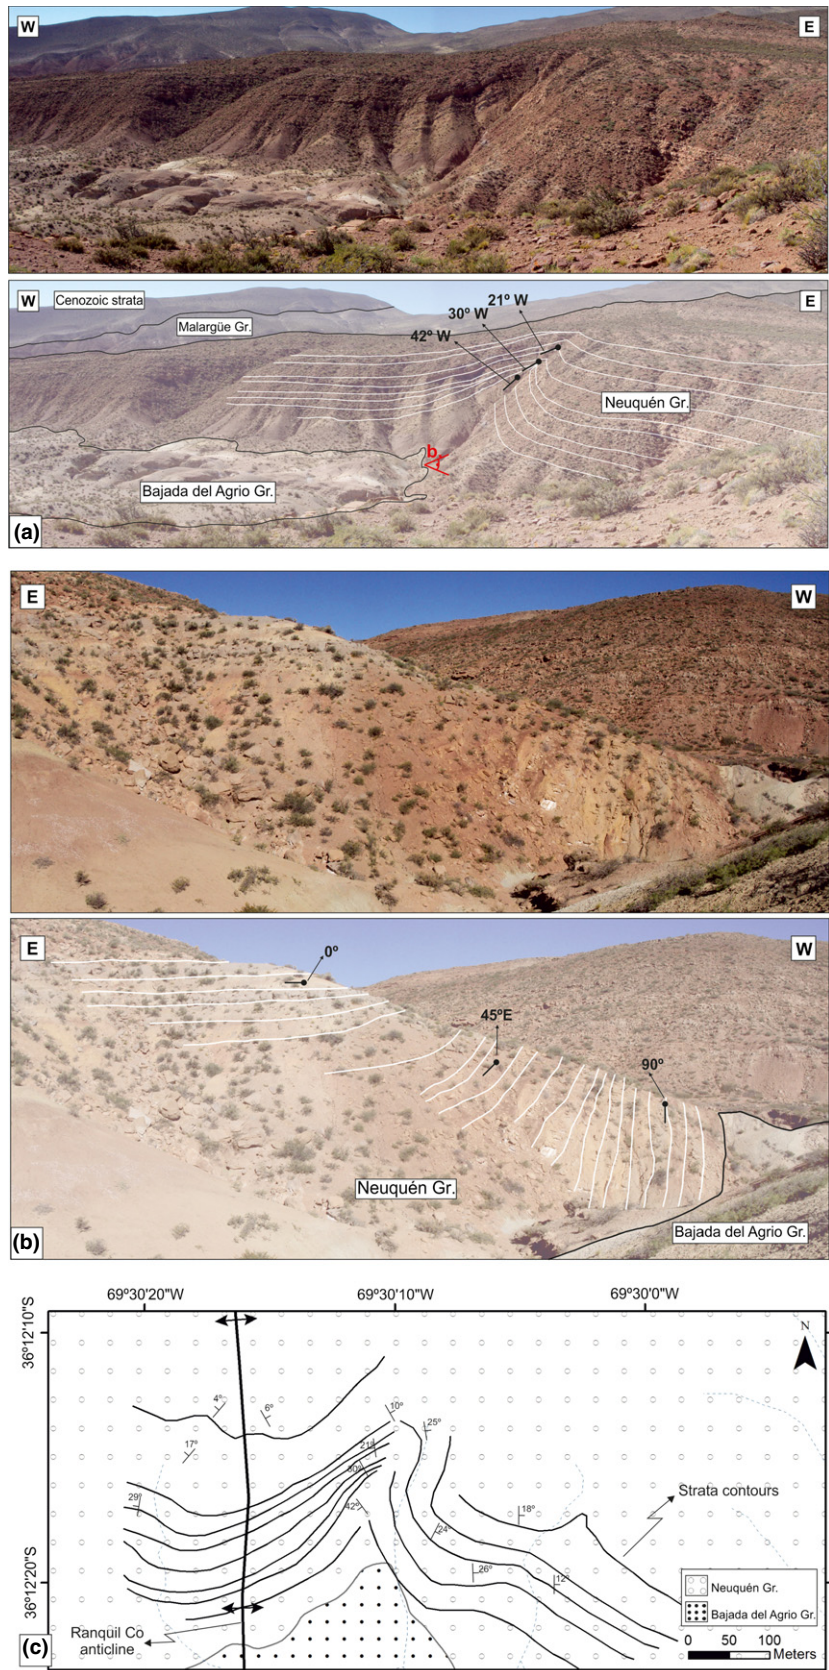 W
E
W
E
Cenozoic strata
21º W
30º W
Malargüe Gr.
42º W
Neuquén Gr.
b
Bajada del Agrio Gr.
(a)
E
W
E
W
0º
45ºE
90º
Neuquén Gr.
Bajada del Agrio Gr.
(b)
69º30'20"W
69º30'10"W
69º30'00"W
36º12'10"S
N
4º
6º
10º
25º
17º
21º
30º
Strata contours
29º
42º
18º
24º
36º12'20"S
26º
12º
Neuquén Gr.
Bajada del Agrio Gr.
Ranquil Co
anticline
0 50 100
Meters
(c)